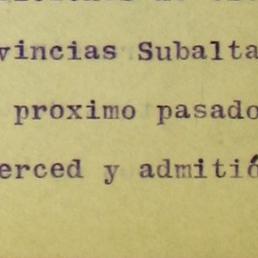 vincias Subalta
proximo pasado
erced y admitió